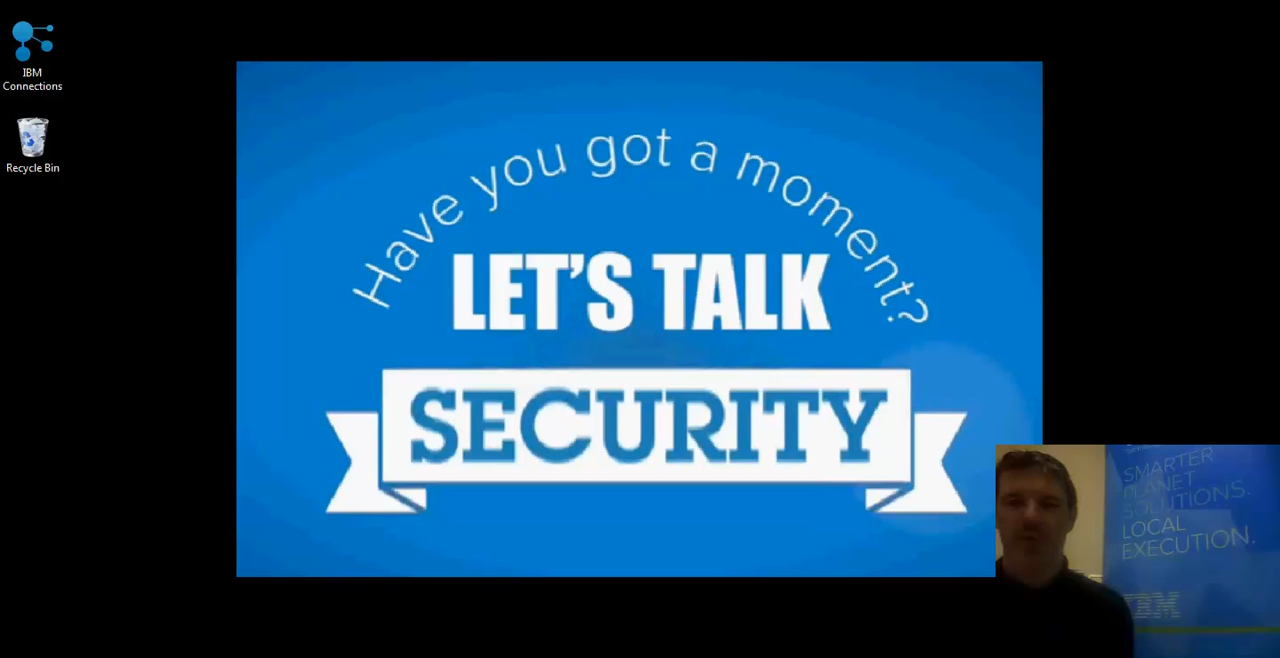 IBM
Connections
Recycle Bin
Have you got a moment?
LET'S TALK
SECURITY
SMARTER
PLANET
SOLUTIONS.
LOCAL
EXECUTION.
IBM